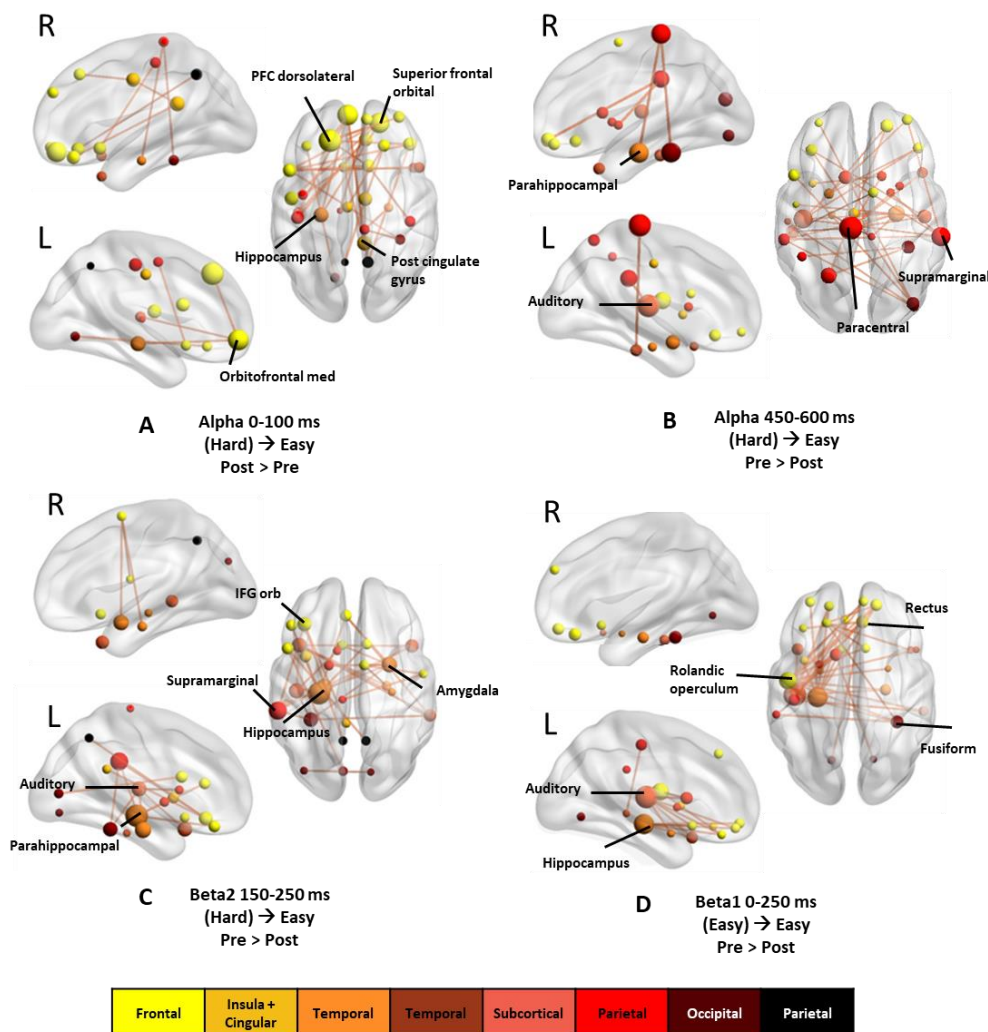 R
PFC dorsolateral
Superior frontal
orbital
L
Hippocampus
Post cingulate
gyrus
Orbitofrontal med
A
Alpha 0-100 ms
(Hard) → Easy
Post > Pre
R
Parahippocampal
L
Auditory
Supramarginal
Paracentral
B
Alpha 450-600 ms
(Hard) → Easy
Pre > Post
R
IFG orb
Supramarginal
Amygdala
Hippocampus
L
Auditory
Parahippocampal
C
Beta2 150-250 ms
(Hard) → Easy
Pre > Post
R
Rectus
Rolandic
operculum
Fusiform
L
Auditory
Hippocampus
D
Beta1 0-250 ms
(Easy) → Easy
Pre > Post
Frontal
Insula +
Cingular
Temporal
Temporal
Subcortical
Parietal
Occipital
Parietal